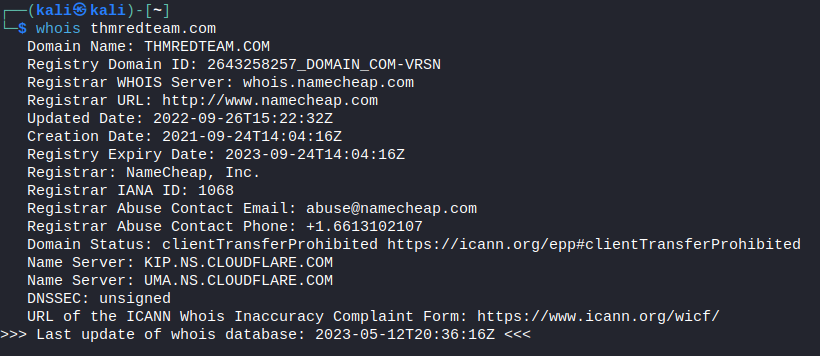 ┌──(kali㉿kali)-[~]
└─$ whois thmredteam.com
Domain Name: THMREDTEAM.COM
Registry Domain ID: 2643258257_DOMAIN_COM-VRSN
Registrar WHOIS Server: whois.namecheap.com
Registrar URL: http://www.namecheap.com
Updated Date: 2022-09-26T15:22:32Z
Creation Date: 2021-09-24T14:04:16Z
Registry Expiry Date: 2023-09-24T14:04:16Z
Registrar: NameCheap, Inc.
Registrar IANA ID: 1068
Registrar Abuse Contact Email: abuse@namecheap.com
Registrar Abuse Contact Phone: +1.6613102107
Domain Status: clientTransferProhibited https://icann.org/epp#clientTransferProhibited
Name Server: KIP.NS.CLOUDFLARE.COM
Name Server: UMA.NS.CLOUDFLARE.COM
DNSSEC: unsigned
URL of the ICANN Whois Inaccuracy Complaint Form: https://www.icann.org/wicf/
>>> Last update of whois database: 2023-05-12T20:36:16Z <<<